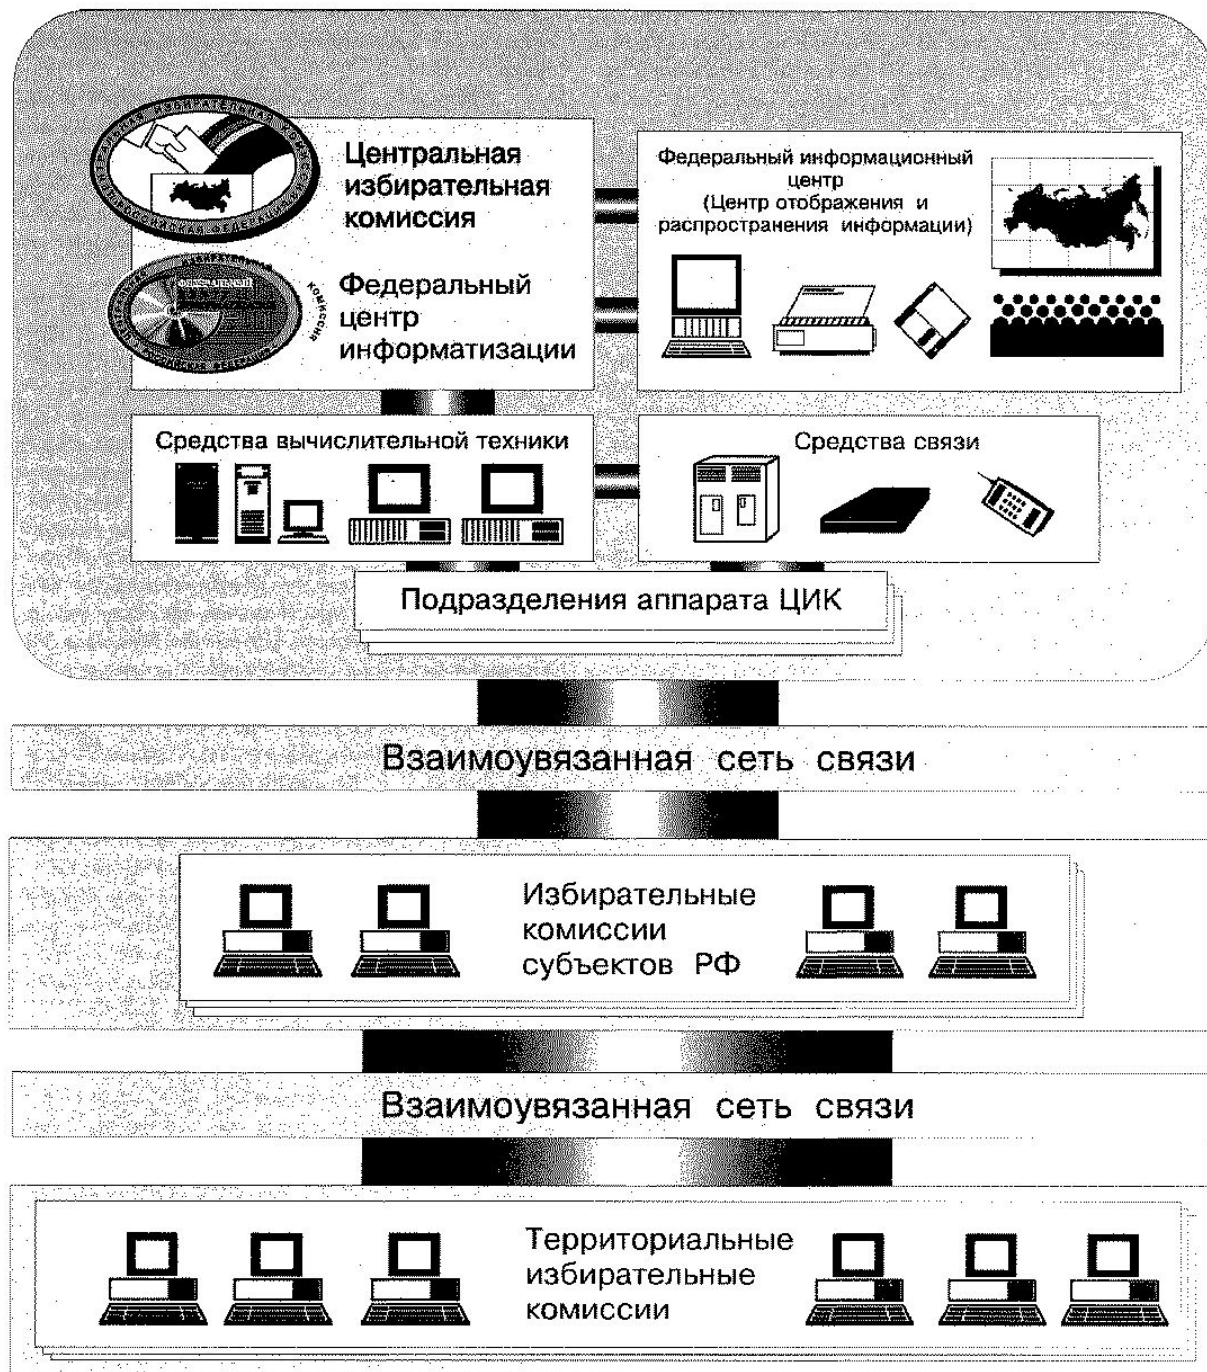 Центральная
избирательная
комиссия
Федеральный
центр
информатизации
Федеральный информационный
центр
(Центр отображения и
распространения информации)
Средства вычислительной техники
Средства связи
Подразделения аппарата ЦИК
Взаимоувязанная сеть связи
Избирательные
комиссии
субъектов РФ
Взаимоувязанная сеть связи
Территориальные
избирательные
комиссии